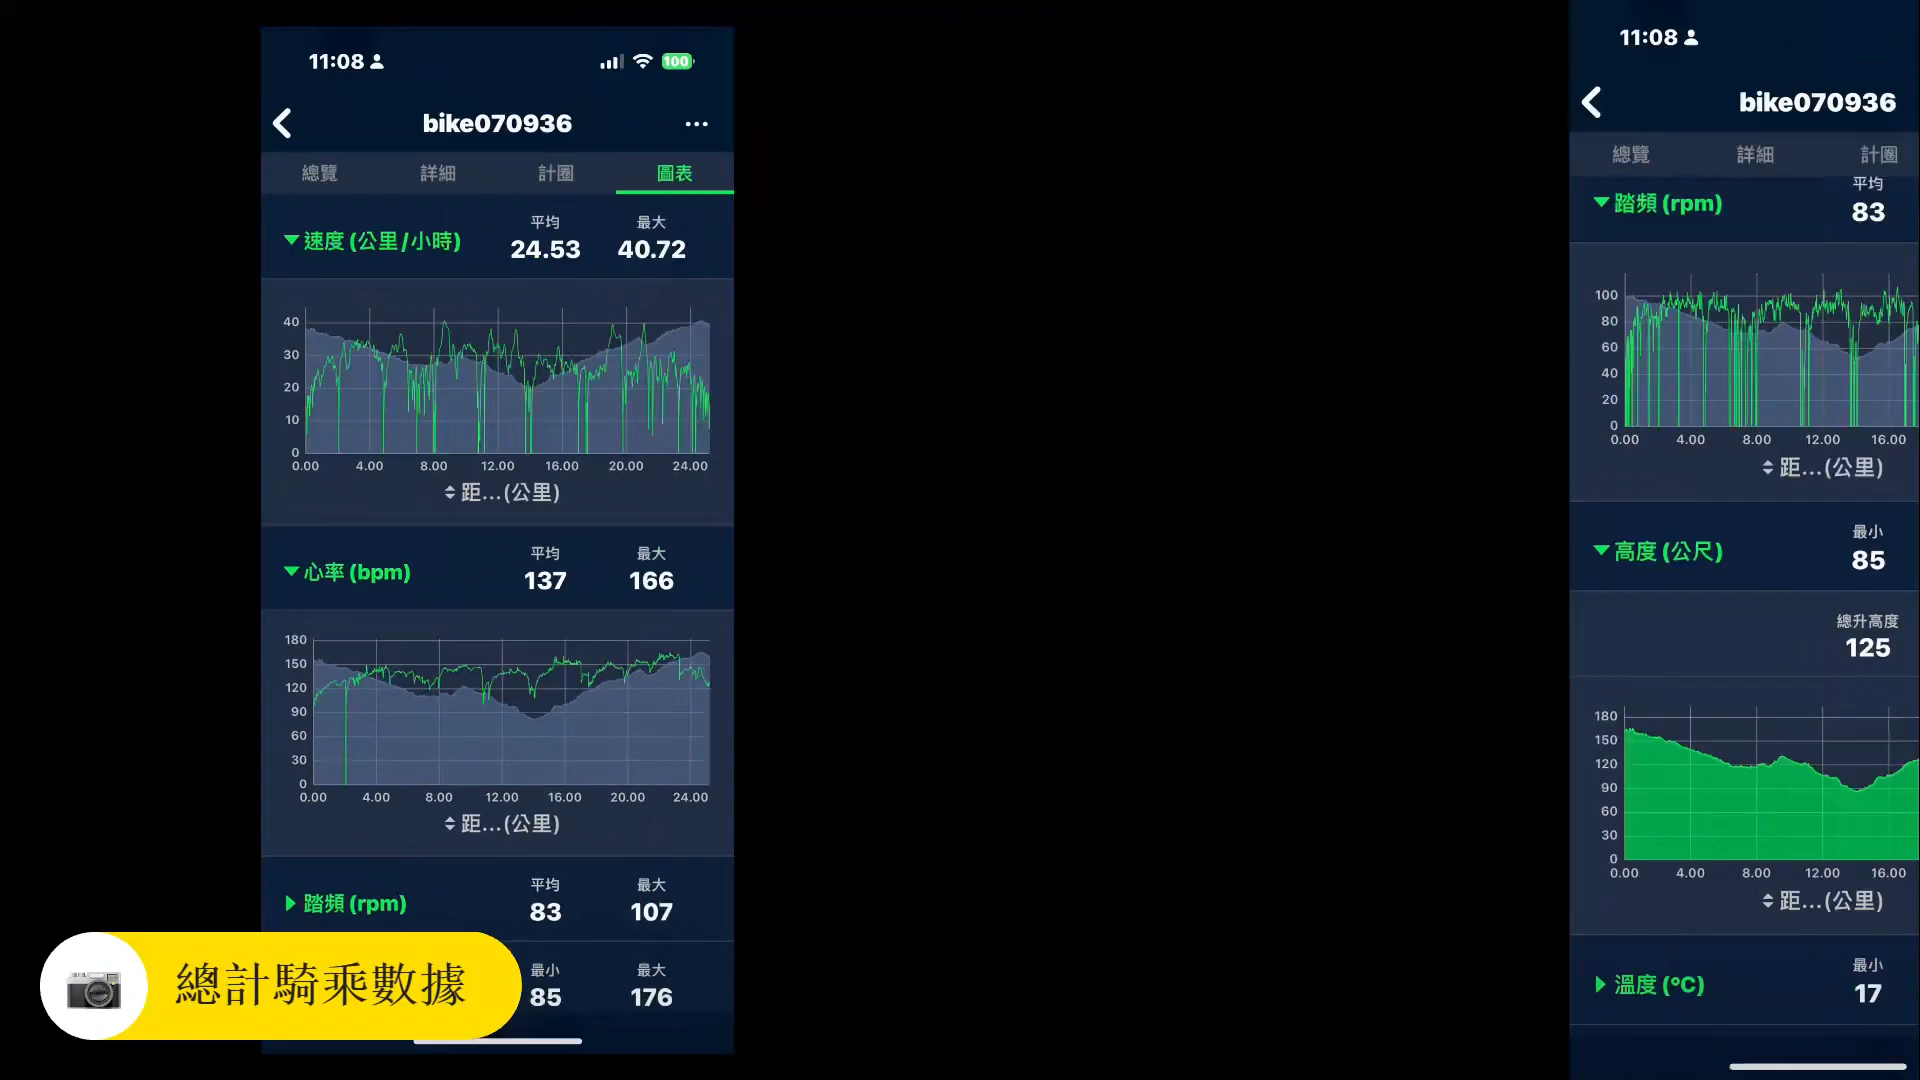 11:08
100
bike070936
總覽 詳細 計圈 圖表
速度 (公里/小時) 平均 24.53 最大 40.72
40
30
20
10
0
0.00 4.00 8.00 12.00 16.00 20.00 24.00
距...(公里)
心率 (bpm) 平均 137 最大 166
180
150
120
90
60
30
0
0.00 4.00 8.00 12.00 16.00 20.00 24.00
距...(公里)
踏頻 (rpm) 平均 83 最大 107
最小 85 最大 176
總計騎乘數據
11:08
bike070936
總覽 詳細 計圈
踏頻 (rpm) 平均 83
100
80
60
40
20
0
0.00 4.00 8.00 12.00 16.00
距...(公里)
高度 (公尺) 最小 85
總升高度
125
180
150
120
90
60
30
0
0.00 4.00 8.00 12.00 16.00
距...(公里)
溫度 (°C) 最小 17